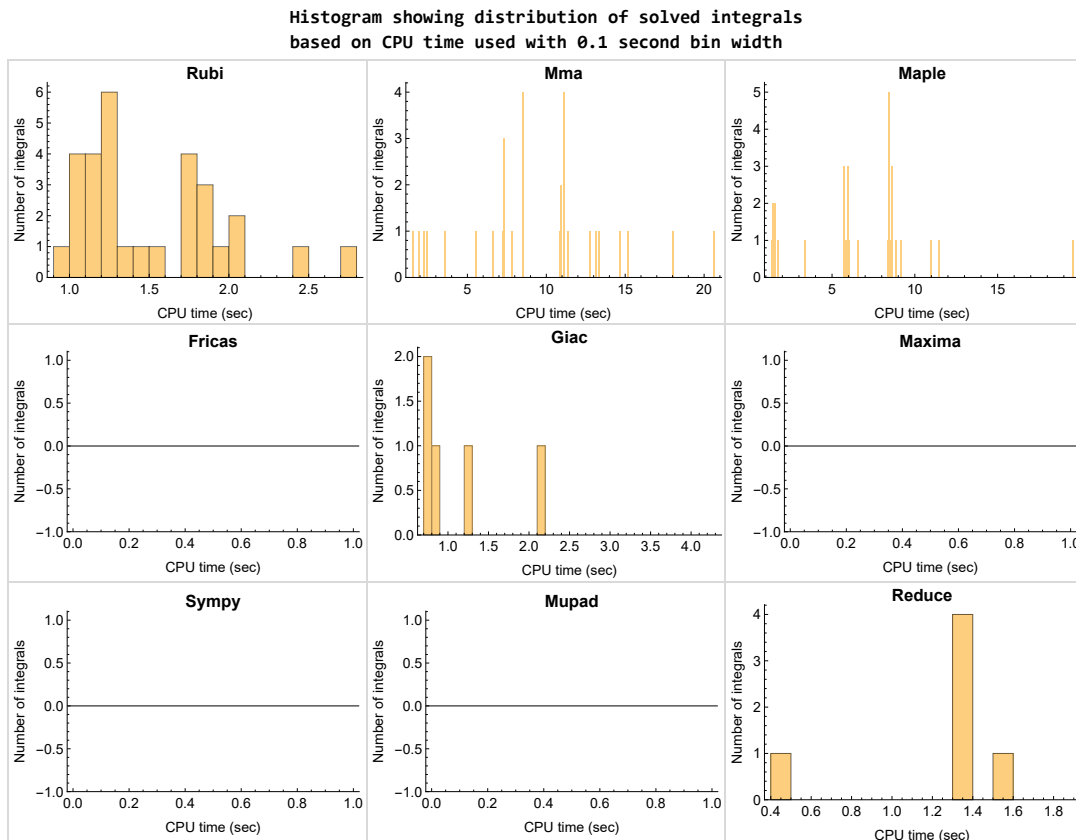 Histogram showing distribution of solved integrals
based on CPU time used with 0.1 second bin width
Rubi
Number of integrals
0
1
2
3
4
5
6
1.0 1.5 2.0 2.5
CPU time (sec)
Mma
Number of integrals
0
1
2
3
4
5 10 15 20
CPU time (sec)
Maple
Number of integrals
0
1
2
3
4
5
5 10 15
CPU time (sec)
Fricas
Number of integrals
1.0
0.5
0.0
−0.5
−1.0
0.0 0.2 0.4 0.6 0.8 1.0
CPU time (sec)
Giac
Number of integrals
2.0
1.5
1.0
0.5
0.0
1.0 1.5 2.0 2.5 3.0 3.5 4.0
CPU time (sec)
Maxima
Number of integrals
1.0
0.5
0.0
−0.5
−1.0
0.0 0.2 0.4 0.6 0.8 1.0
CPU time (sec)
Sympy
Number of integrals
1.0
0.5
0.0
−0.5
−1.0
0.0 0.2 0.4 0.6 0.8 1.0
CPU time (sec)
Mupad
Number of integrals
1.0
0.5
0.0
−0.5
−1.0
0.0 0.2 0.4 0.6 0.8 1.0
CPU time (sec)
Reduce
Number of integrals
4
3
2
1
0
0.4 0.6 0.8 1.0 1.2 1.4 1.6 1.8
CPU time (sec)